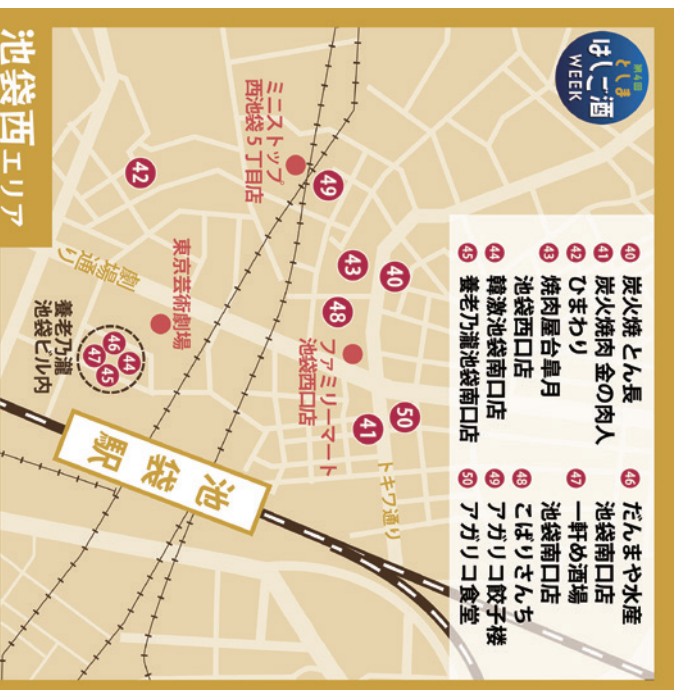 池袋西エリア
第4回
としま
はしご酒
WEEK
40 炭火焼 とん長
41 炭火焼肉 金の肉人
42 ひまわり
43 焼肉屋台皐月
池袋西口店
44 韓激池袋南口店
45 養老乃瀧池袋南口店
46 だんまや水産
池袋南口店
47 一軒め酒場
池袋南口店
48 こばりさんち
49 アガリコ餃子楼
50 アガリコ食堂
ミニストップ
西池袋5丁目店
49
42
43
40
48
ファミリーマート
池袋西口店
50
41
トキワ通り
劇場通り
東京芸術劇場
44
46
45
47
養老乃瀧
池袋ビル内
池袋駅